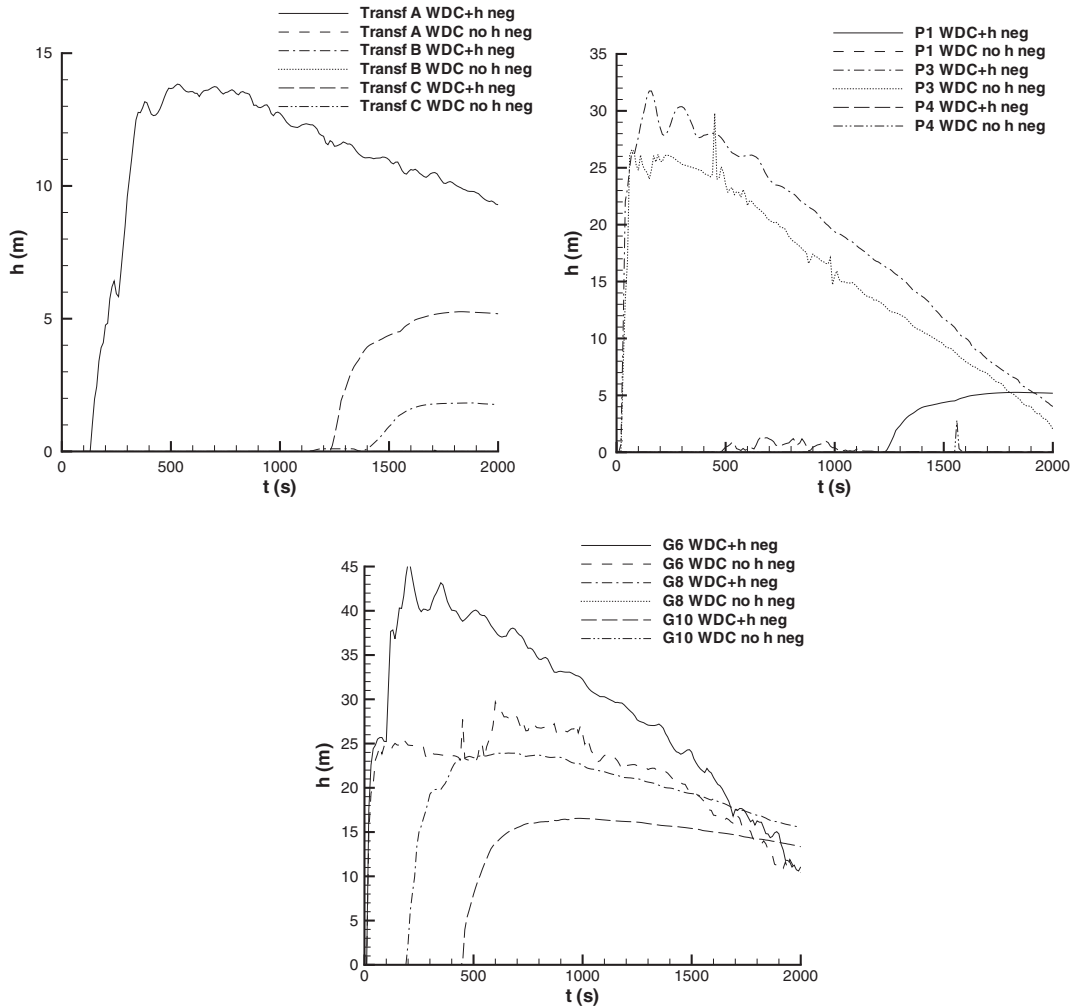 Transf A WDC+h neg
Transf A WDC no h neg
Transf B WDC+h neg
Transf B WDC no h neg
Transf C WDC+h neg
Transf C WDC no h neg
15
10
5
0
h (m)
0 500 1000 1500 2000
t (s)
P1 WDC+h neg
P1 WDC no h neg
P3 WDC+h neg
P3 WDC no h neg
P4 WDC+h neg
P4 WDC no h neg
35
30
25
20
15
10
5
0
h (m)
0 500 1000 1500 2000
t (s)
G6 WDC+h neg
G6 WDC no h neg
G8 WDC+h neg
G8 WDC no h neg
G10 WDC+h neg
G10 WDC no h neg
45
40
35
30
25
20
15
10
5
0
h (m)
0 500 1000 1500 2000
t (s)